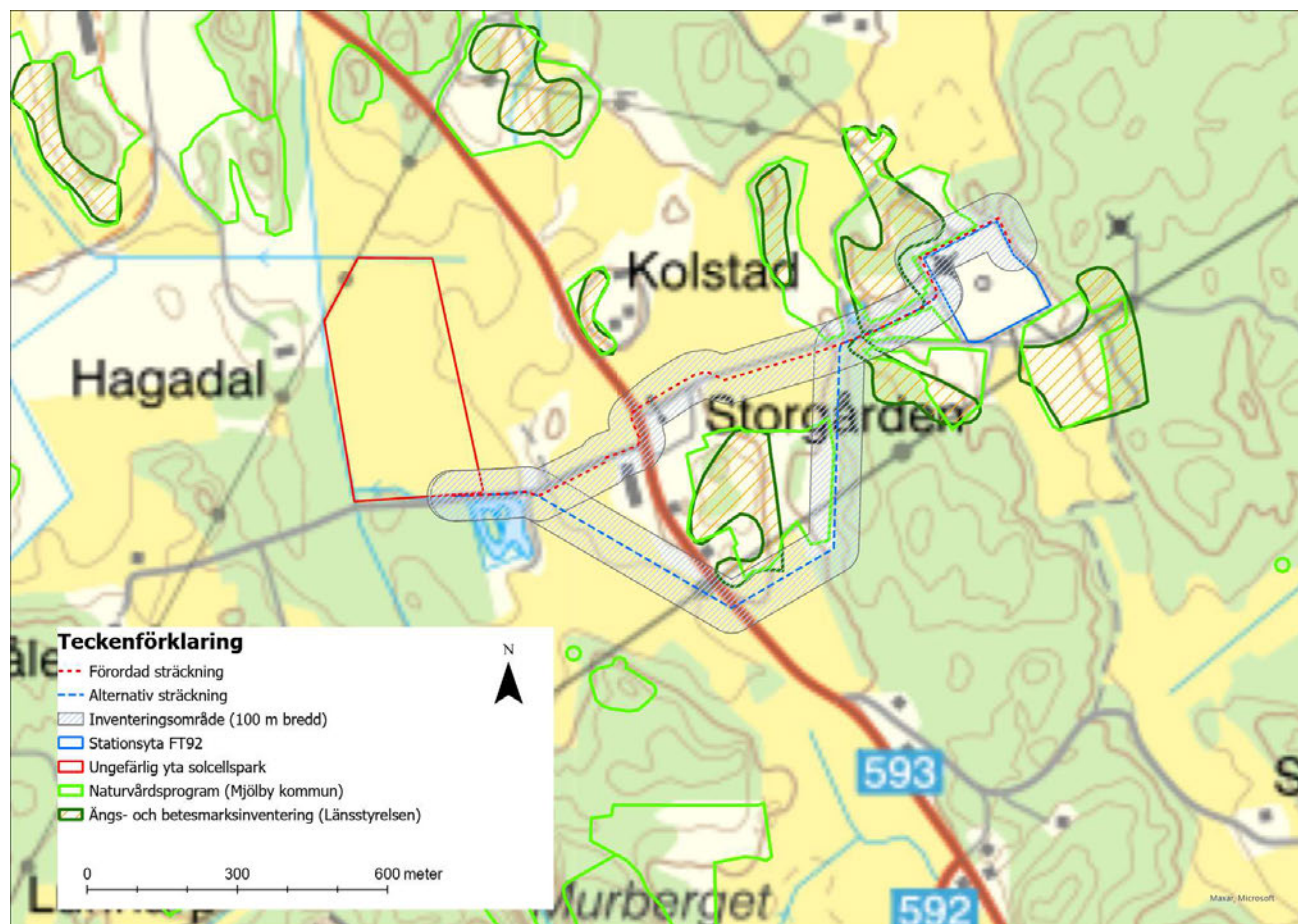 Kolstad
Hagadal
Storgården
Teckenförklaring
Förordad sträckning
Alternativ sträckning
Inventeringsområde (100 m bredd)
Stationsyta FT92
Ungefärlig yta solcellspark
Naturvårdsprogram (Mjölby kommun)
Ängs- och betesmarksinventering (Länsstyrelsen)
0 300 600 meter
N
593
592
Murberget
S
Maxar, Microsoft